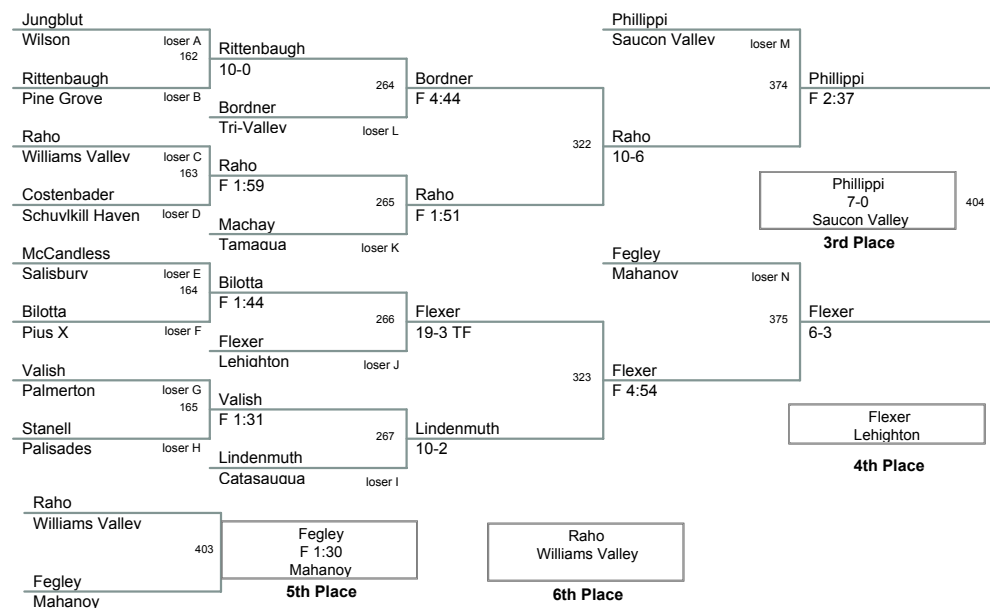 Jungblut
Wilson
loser A
162
Rittenbaugh
Pine Grove
loser B
Rittenbaugh
10-0
264
Bordner
Tri-Valley
loser L
Bordner
F 4:44
Raho
Williams Valley
loser C
163
Costenbader
Schuylkill Haven
loser D
Raho
F 1:59
265
Machay
Tamaqua
loser K
Raho
F 1:51
322
Raho
10-6
Phillippi
Saucon Valley
loser M
374
Phillippi
F 2:37
Phillippi
7-0
Saucon Valley
404
3rd Place
McCandless
Salisbury
loser E
164
Bilotta
Pius X
loser F
Bilotta
F 1:44
266
Flexer
Lehighton
loser J
Flexer
19-3 TF
Valish
Palmerton
loser G
165
Stanell
Palisades
loser H
Valish
F 1:31
267
Lindenmuth
Catasauqua
loser I
Lindenmuth
10-2
323
Flexer
F 4:54
Fegley
Mahanoy
loser N
375
Flexer
6-3
Flexer
Lehighton
4th Place
Raho
Williams Valley
403
Fegley
Mahanoy
Fegley
F 1:30
Mahanoy
5th Place
Raho
Williams Valley
6th Place